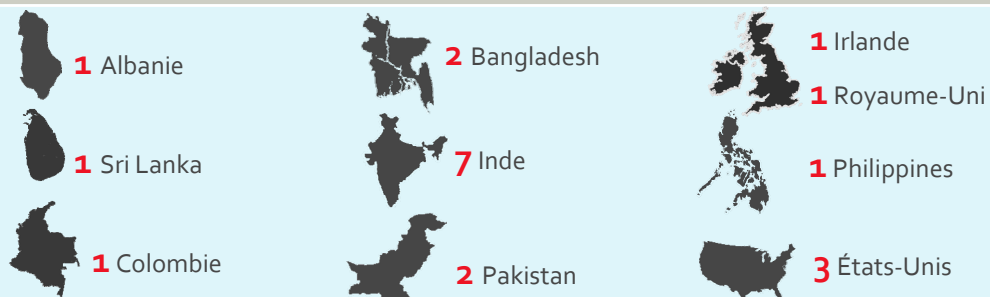 1 Albanie
2 Bangladesh
1 Irlande
1 Royaume-Uni
1 Sri Lanka
7 Inde
1 Philippines
1 Colombie
2 Pakistan
3 États-Unis